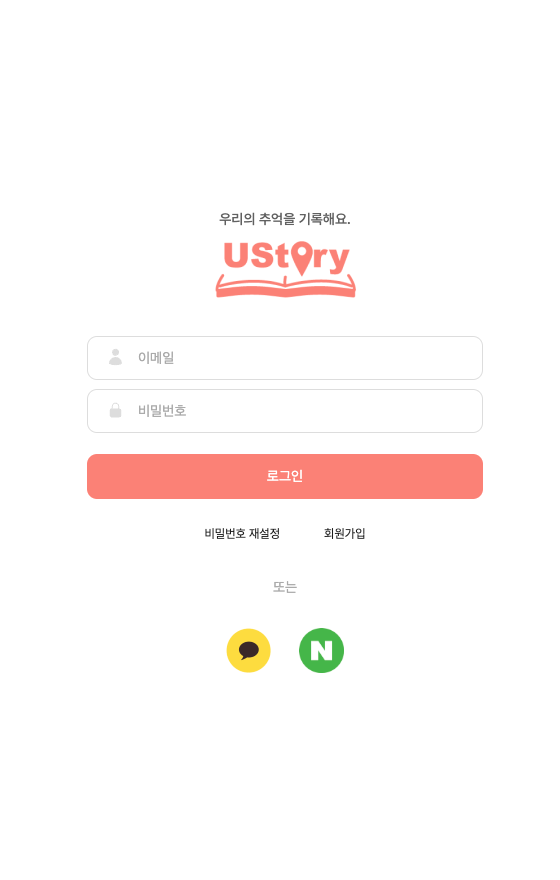 우리의 추억을 기록해요.
UStory
이메일
비밀번호
로그인
비밀번호 재설정 회원가입
또는
N